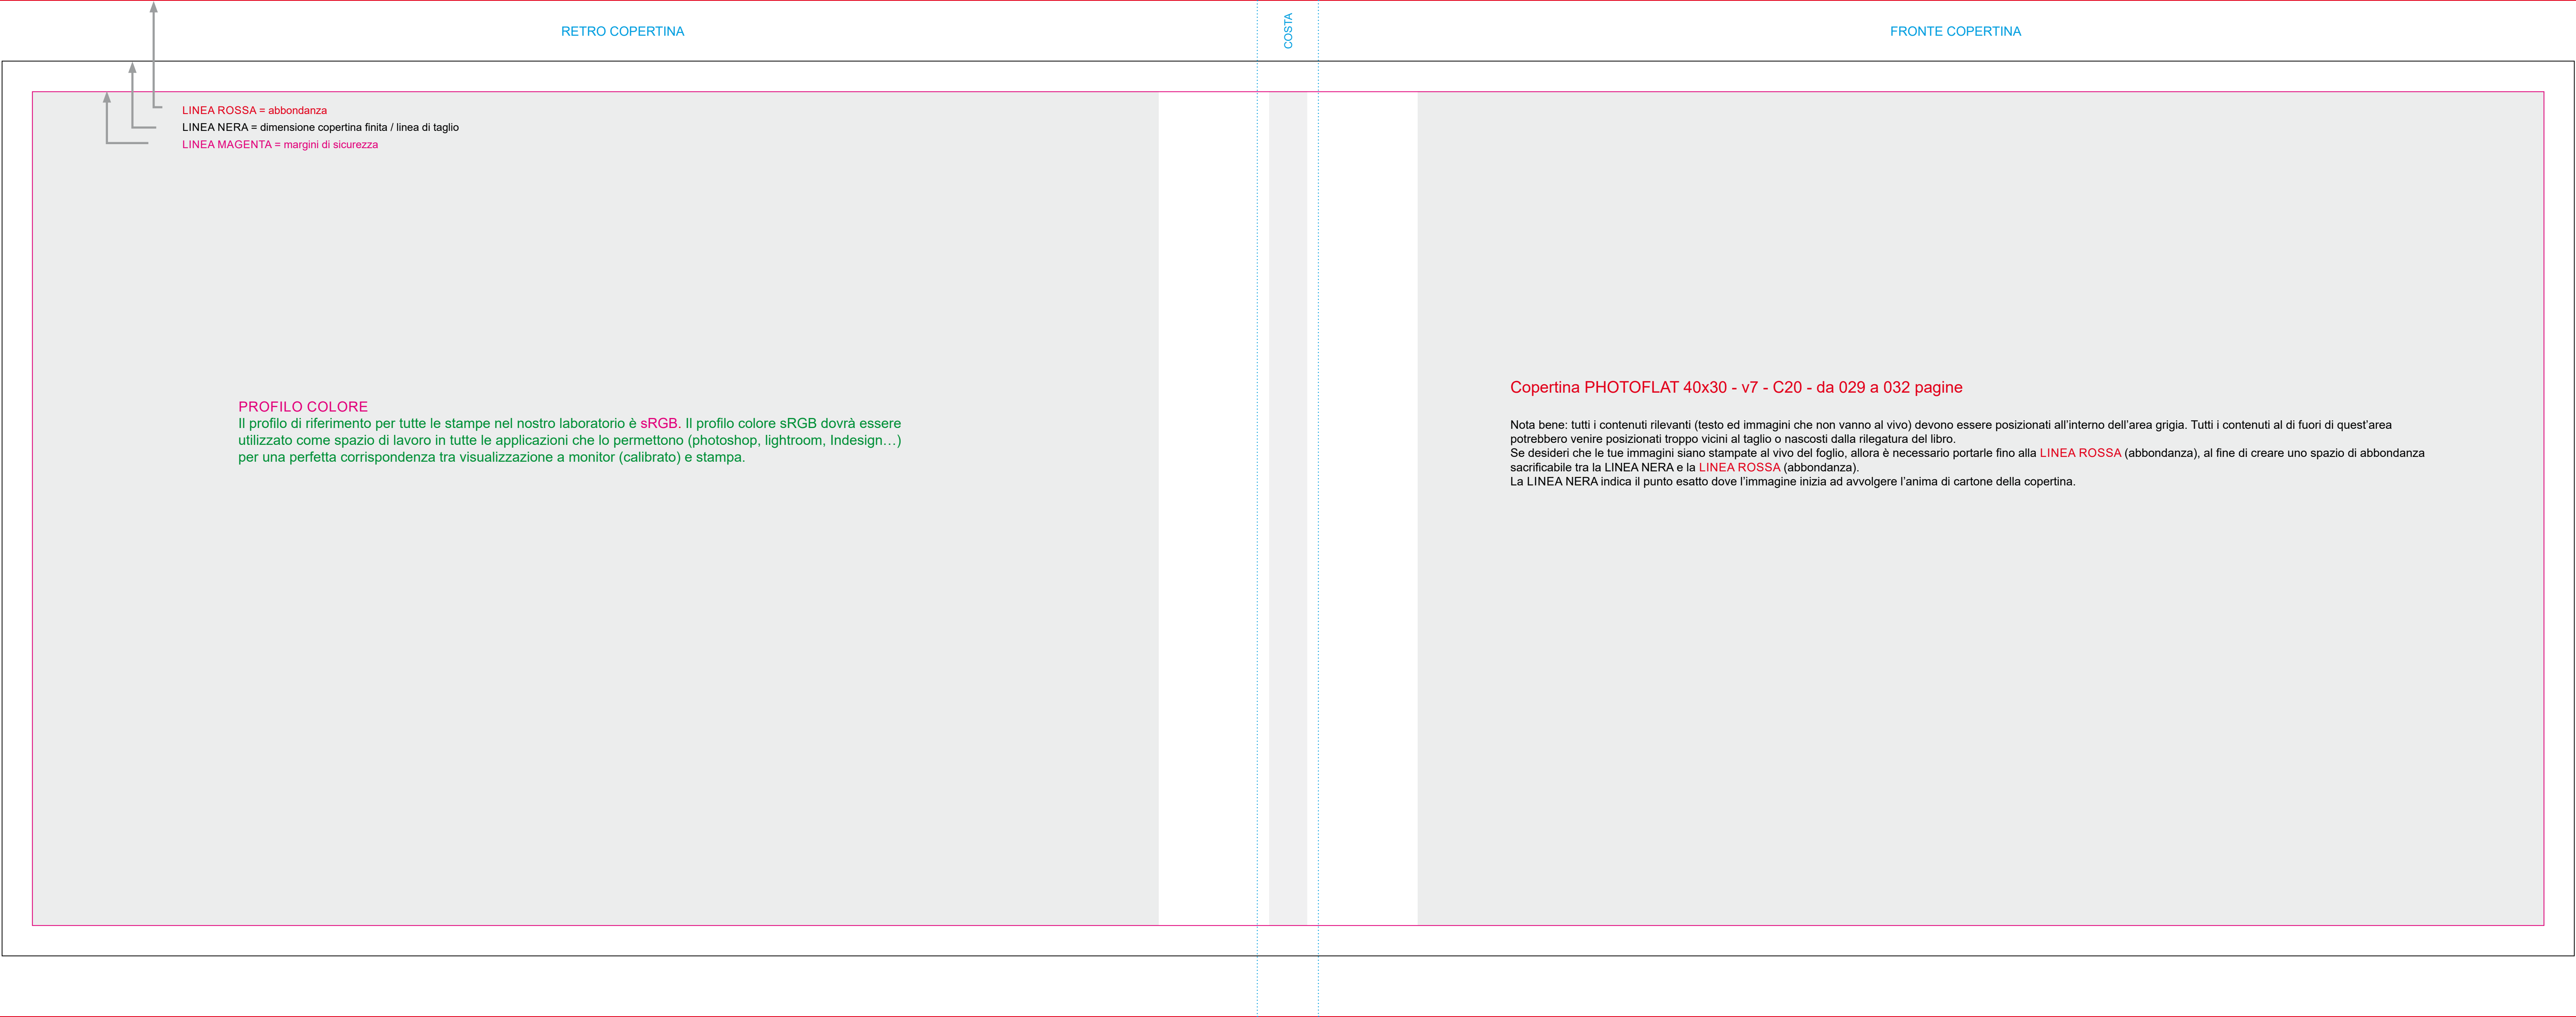 RETRO COPERTINA
COSTA
FRONTE COPERTINA
LINEA ROSSA = abbondanza
LINEA NERA = dimensione copertina finita / linea di taglio
LINEA MAGENTA = margini di sicurezza
PROFILO COLORE
Il profilo di riferimento per tutte le stampe nel nostro laboratorio è sRGB. Il profilo colore sRGB dovrà essere
utilizzato come spazio di lavoro in tutte le applicazioni che lo permettono (photoshop, lightroom, Indesign…)
per una perfetta corrispondenza tra visualizzazione a monitor (calibrato) e stampa.
Copertina PHOTOFLAT 40x30 - v7 - C20 - da 029 a 032 pagine
Nota bene: tutti i contenuti rilevanti (testo ed immagini che non vanno al vivo) devono essere posizionati all’interno dell’area grigia. Tutti i contenuti al di fuori di quest’area
potrebbero venire posizionati troppo vicini al taglio o nascosti dalla rilegatura del libro.
Se desideri che le tue immagini siano stampate al vivo del foglio, allora è necessario portarle fino alla LINEA ROSSA (abbondanza), al fine di creare uno spazio di abbondanza
sacrificabile tra la LINEA NERA e la LINEA ROSSA (abbondanza).
La LINEA NERA indica il punto esatto dove l’immagine inizia ad avvolgere l’anima di cartone della copertina.